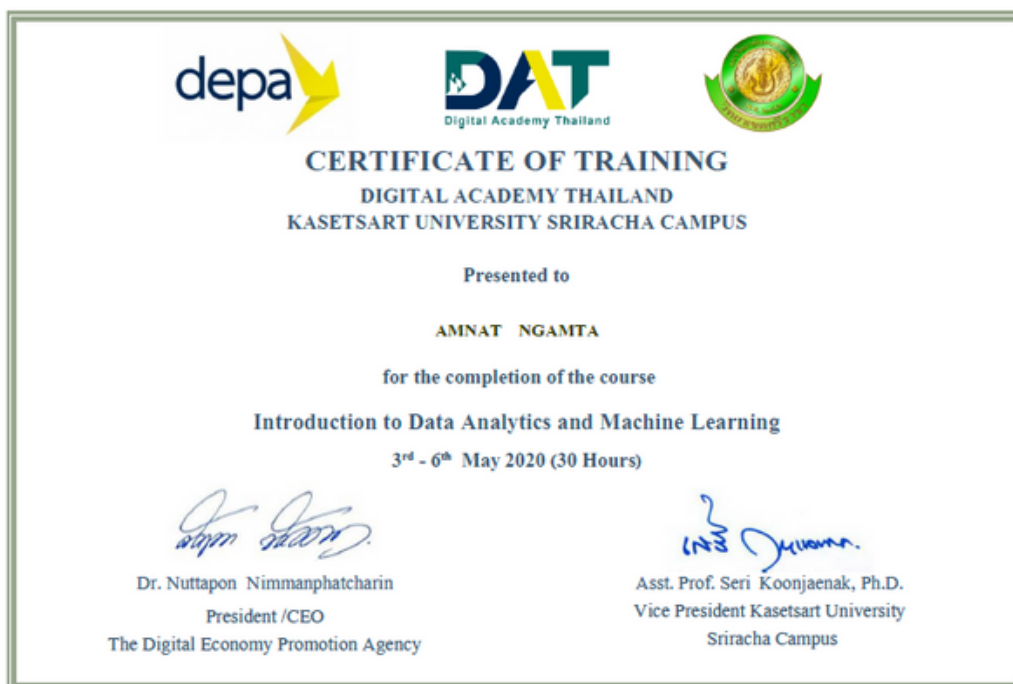 depa
DAT
Digital Academy Thailand
CERTIFICATE OF TRAINING
DIGITAL ACADEMY THAILAND
KASETSART UNIVERSITY SRIRACHA CAMPUS
Presented to
AMNAT NGAMTA
for the completion of the course
Introduction to Data Analytics and Machine Learning
3rd - 6th May 2020 (30 Hours)
Dr. Nuttapon Nimmanphatcharin
President /CEO
The Digital Economy Promotion Agency
Asst. Prof. Seri Koonjaenak, Ph.D.
Vice President Kasetsart University
Sriracha Campus